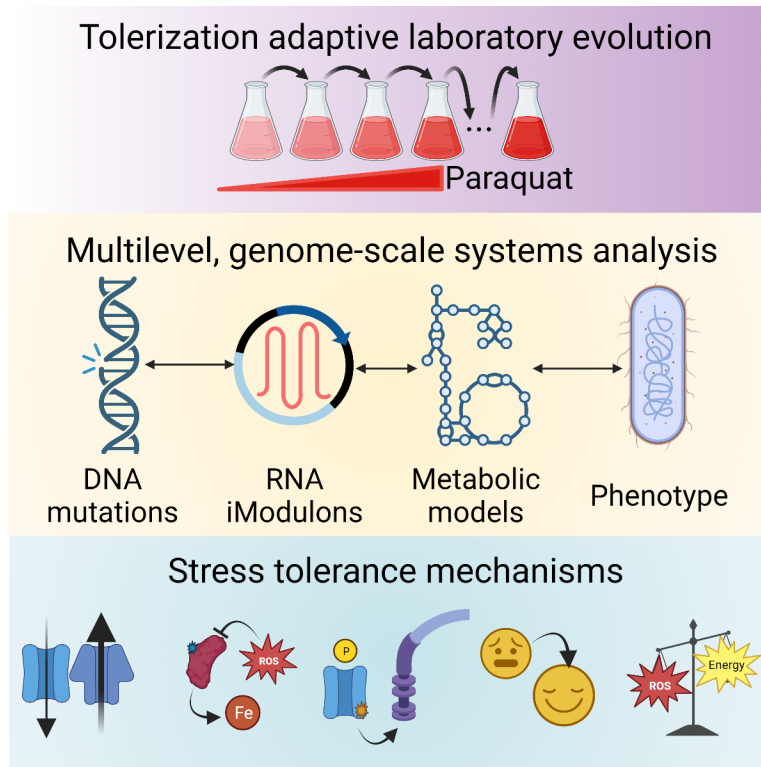 Tolerization adaptive laboratory evolution
...
Paraquat
Multilevel, genome-scale systems analysis
DNA
mutations
RNA
iModulons
Metabolic
models
Phenotype
Stress tolerance mechanisms
ROS
Fe
P
ROS
Energy